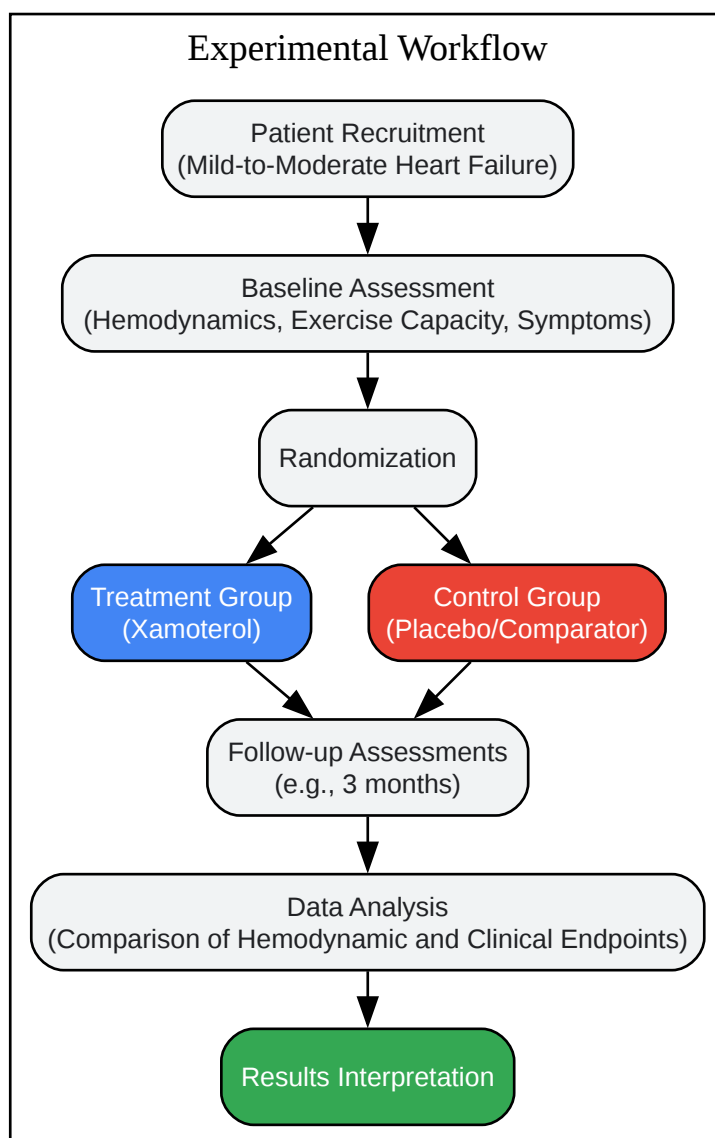 Experimental Workflow
Patient Recruitment
(Mild-to-Moderate Heart Failure)
Baseline Assessment
(Hemodynamics, Exercise Capacity, Symptoms)
Randomization
Treatment Group
(Xamoterol)
Control Group
(Placebo/Comparator)
Follow-up Assessments
(e.g., 3 months)
Data Analysis
(Comparison of Hemodynamic and Clinical Endpoints)
Results Interpretation